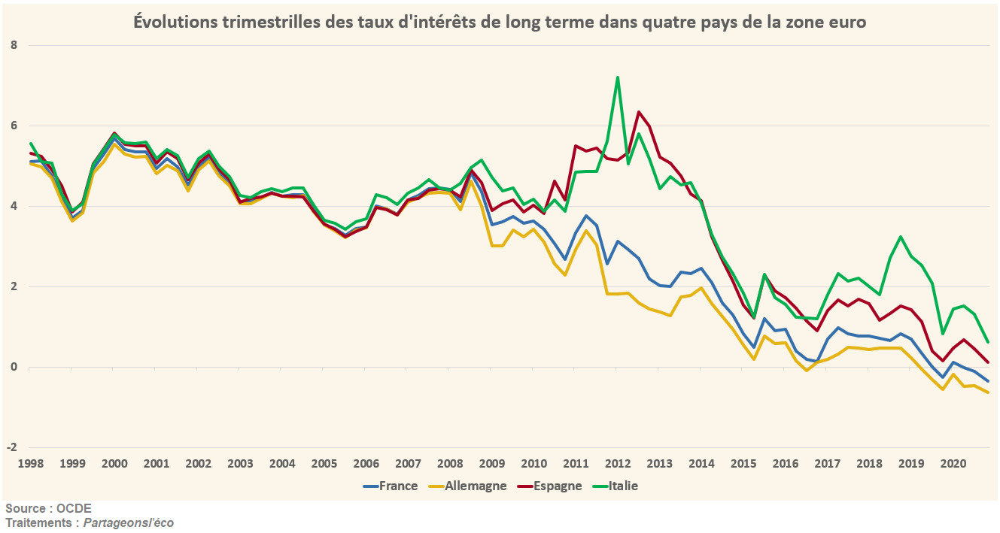 Évolutions trimestrilles des taux d'intérêts de long terme dans quatre pays de la zone euro
8
6
4
2
0
-2
1998 1999 2000 2001 2002 2003 2004 2005 2006 2007 2008 2009 2010 2011 2012 2013 2014 2015 2016 2017 2018 2019 2020
France Allemagne Espagne Italie
Source : OCDE
Traitements : Partageonsl'éco